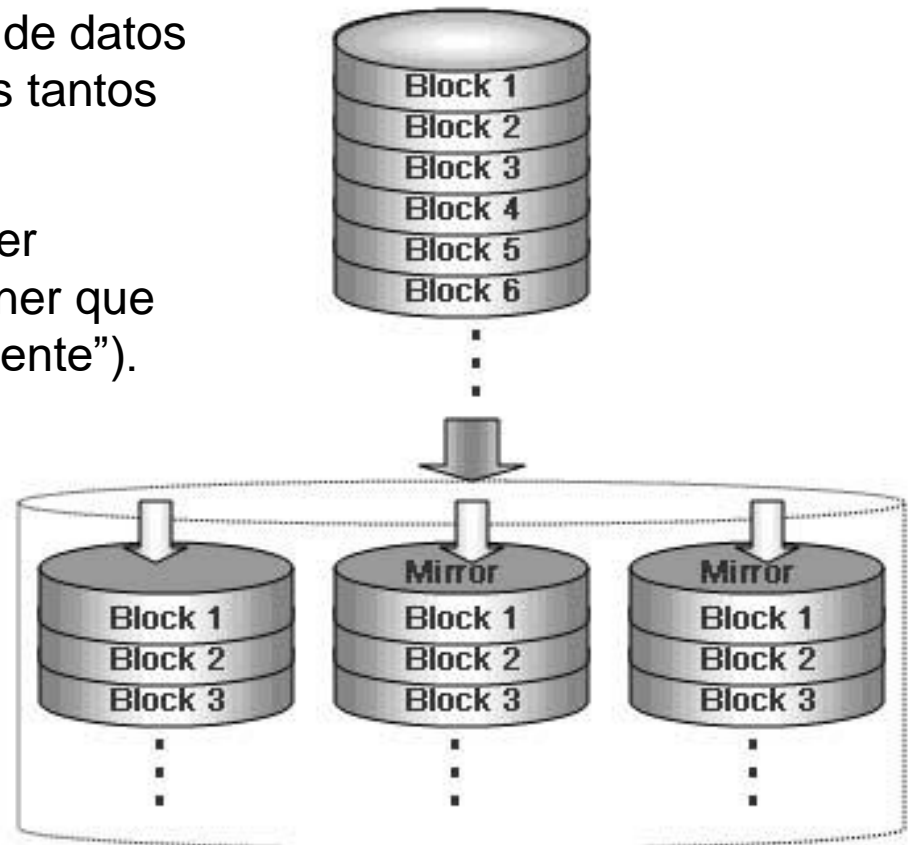 de datos
s tantos
er
ner que
ente”).
Block 1
Block 2
Block 3
Block 4
Block 5
Block 6
Mirror
Mirror
Block 1
Block 1
Block 1
Block 2
Block 2
Block 2
Block 3
Block 3
Block 3